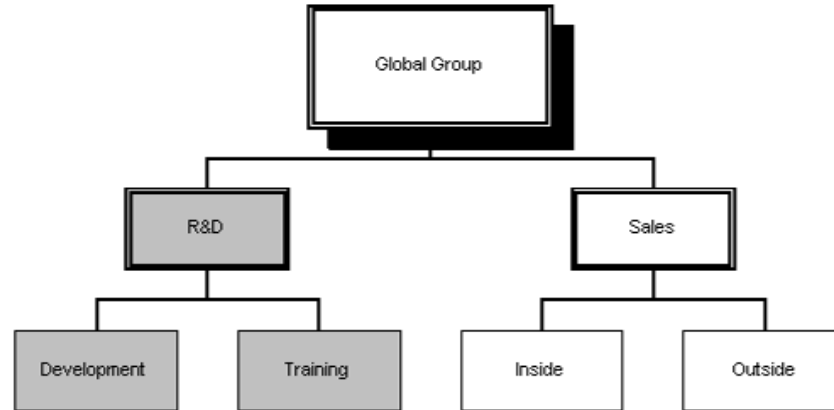 Global Group
R&D
Sales
Development
Training
Inside
Outside